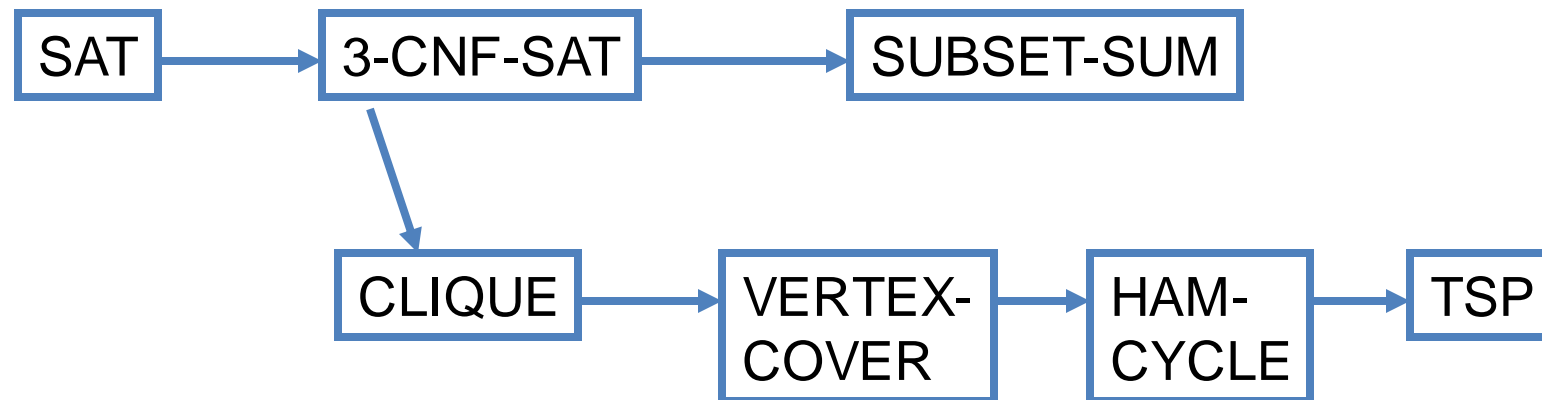 SAT
3-CNF-SAT
SUBSET-SUM
CLIQUE
VERTEX-
COVER
HAM-
CYCLE
TSP